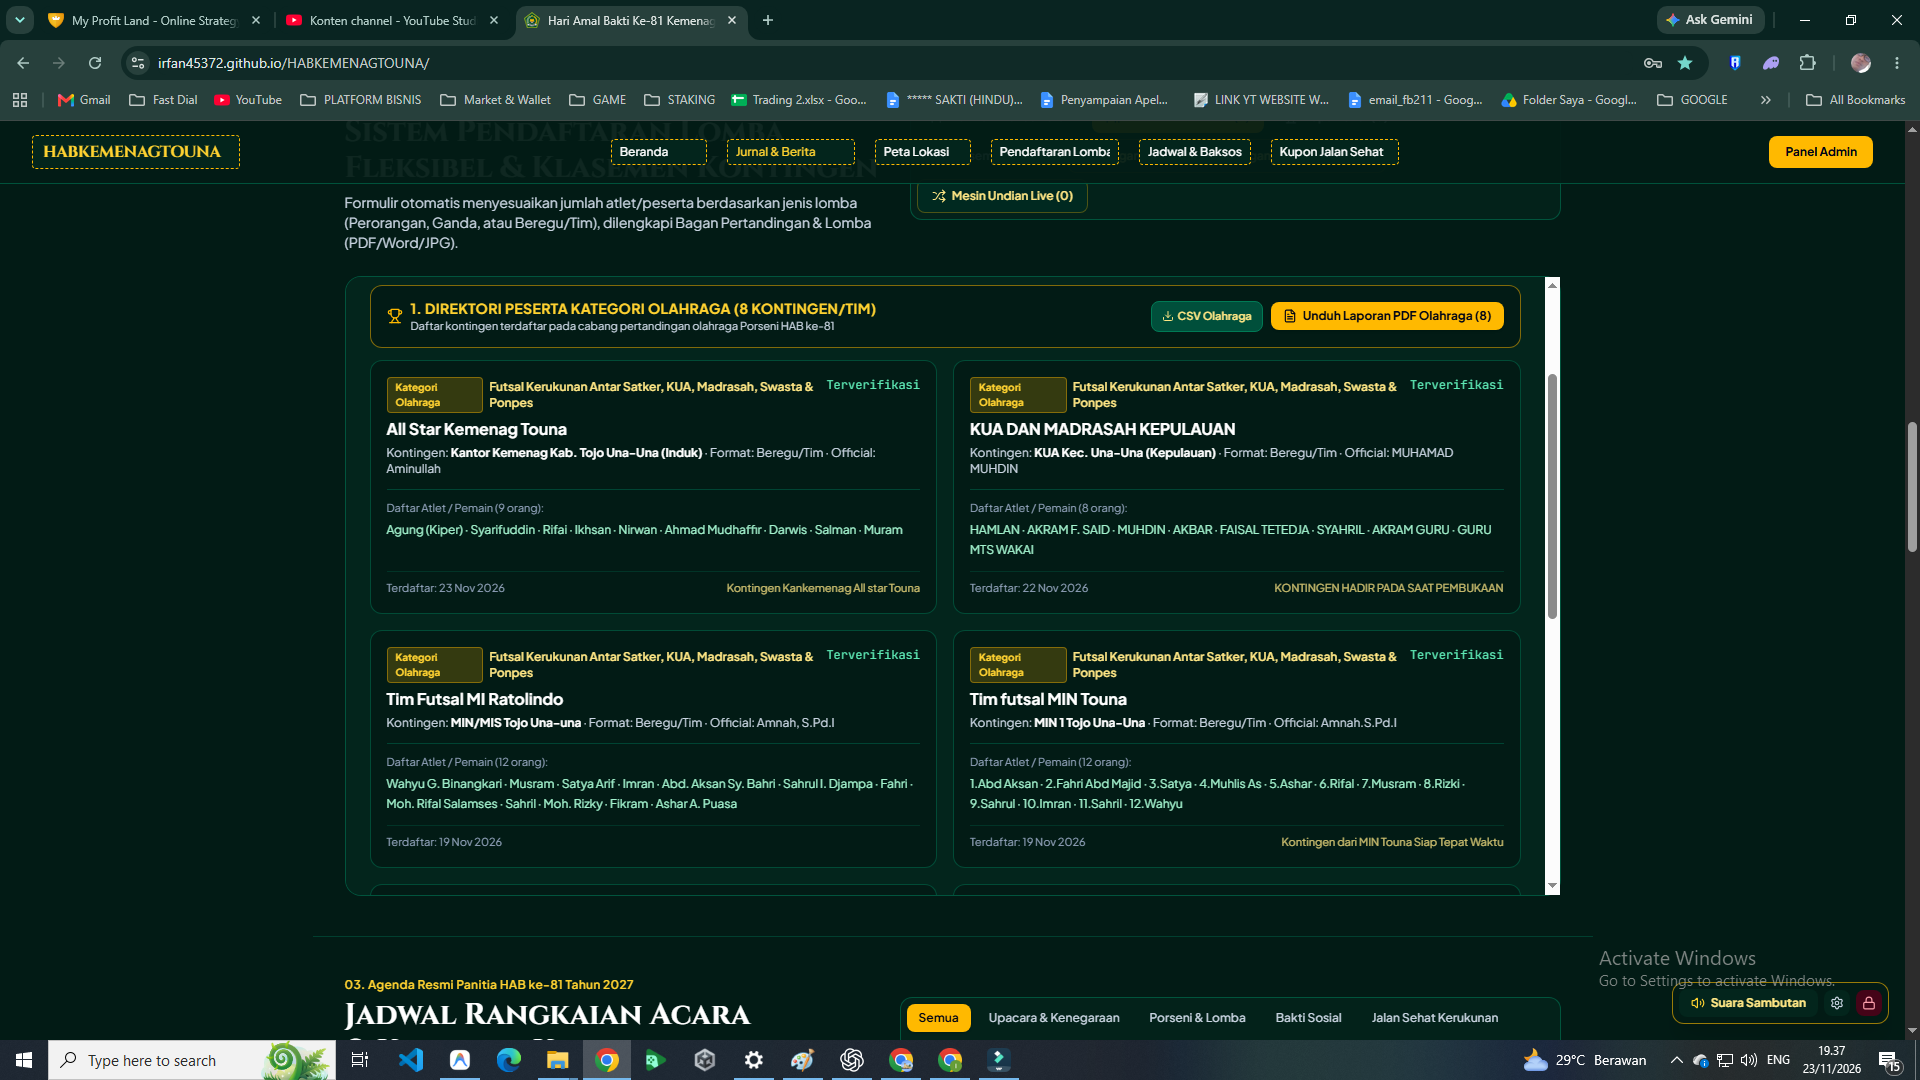 My Profit Land - Online Strateg
Konten channel - YouTube Stud
Hari Amal Bakti Ke-81 Kemenag
Ask Gemini
irfan45372.github.io/HABKEMENAGTOUNA/
Gmail
Fast Dial
YouTube
PLATFORM BISNIS
Market & Wallet
GAME
STAKING
Trading 2.xlsx - Goo...
***** SAKTI (HINDU)...
Penyampaian Apel...
LINK YT WEBSITE W...
email_fb211 - Goog...
Folder Saya - Googl...
GOOGLE
All Bookmarks
HABKEMENAGTOUNA
Beranda
Jurnal & Berita
Peta Lokasi
Pendaftaran Lomba
Jadwal & Baksos
Kupon Jalan Sehat
Panel Admin
Sistem Pendaftaran Lomba
Fleksibel & Klasemen Kontingen
Formulir otomatis menyesuaikan jumlah atlet/peserta berdasarkan jenis lomba
(Perorangan, Ganda, atau Beregu/Tim), dilengkapi Bagan Pertandingan & Lomba
(PDF/Word/JPG).
Mesin Undian Live (0)
1. DIREKTORI PESERTA KATEGORI OLAHRAGA (8 KONTINGEN/TIM)
Daftar kontingen terdaftar pada cabang pertandingan olahraga Porseni HAB ke-81
CSV Olahraga
Unduh Laporan PDF Olahraga (8)
Kategori
Olahraga
Futsal Kerukunan Antar Satker, KUA, Madrasah, Swasta &
Ponpes
Terverifikasi
All Star Kemenag Touna
Kontingen: Kantor Kemenag Kab. Tojo Una-Una (Induk) · Format: Beregu/Tim · Official:
Aminullah
Daftar Atlet / Pemain (9 orang):
Agung (Kiper) · Syarifuddin · Rifai · Ikhsan · Nirwan · Ahmad Mudhaffir · Darwis · Salman · Muram
Terdaftar: 23 Nov 2026
Kontingen Kankemenag All star Touna
Kategori
Olahraga
Futsal Kerukunan Antar Satker, KUA, Madrasah, Swasta &
Ponpes
Terverifikasi
KUA DAN MADRASAH KEPULAUAN
Kontingen: KUA Kec. Una-Una (Kepulauan) · Format: Beregu/Tim · Official: MUHAMAD
MUHDIN
Daftar Atlet / Pemain (8 orang):
HAMLAN · AKRAM F. SAID · MUHDIN · AKBAR · FAISAL TETEDJA · SYAHRIL · AKRAM GURU · GURU
MTS WAKAI
Terdaftar: 22 Nov 2026
KONTINGEN HADIR PADA SAAT PEMBUKAAN
Kategori
Olahraga
Futsal Kerukunan Antar Satker, KUA, Madrasah, Swasta &
Ponpes
Terverifikasi
Tim Futsal MI Ratolindo
Kontingen: MIN/MIS Tojo Una-una · Format: Beregu/Tim · Official: Amnah, S.Pd.I
Daftar Atlet / Pemain (12 orang):
Wahyu G. Binangkari · Musram · Satya Arif · Imran · Abd. Aksan Sy. Bahri · Sahrul I. Djampa · Fahri ·
Moh. Rifal Salamses · Sahril · Moh. Rizky · Fikram · Ashar A. Puasa
Terdaftar: 19 Nov 2026
Kategori
Olahraga
Futsal Kerukunan Antar Satker, KUA, Madrasah, Swasta &
Ponpes
Terverifikasi
Tim futsal MIN Touna
Kontingen: MIN 1 Tojo Una-Una · Format: Beregu/Tim · Official: Amnah.S.Pd.I
Daftar Atlet / Pemain (12 orang):
1.Abd Aksan · 2.Fahri Abd Majid · 3.Satya · 4.Muhlis As · 5.Ashar · 6.Rifal · 7.Musram · 8.Rizki ·
9.Sahrul · 10.Imran · 11.Sahril · 12.Wahyu
Terdaftar: 19 Nov 2026
Kontingen dari MIN Touna Siap Tepat Waktu
03. Agenda Resmi Panitia HAB ke-81 Tahun 2027
Jadwal Rangkaian Acara
Semua
Upacara & Kenegaraan
Porseni & Lomba
Bakti Sosial
Jalan Sehat Kerukunan
Activate Windows
Go to Settings to activate Windows.
Suara Sambutan
Type here to search
29°C Berawan
ENG
19.37
23/11/2026
15